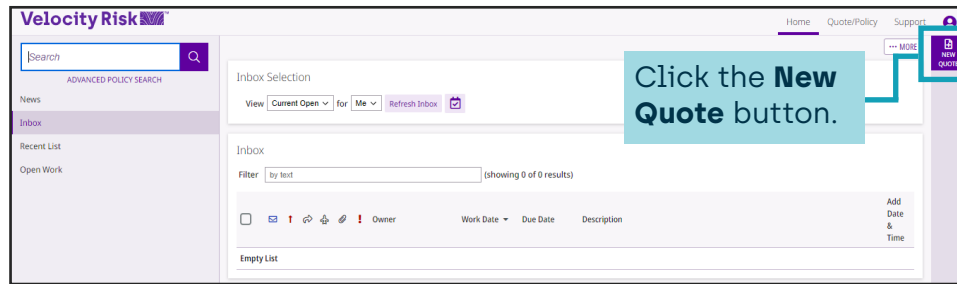 Velocity Risk
Home Quote/Policy Support
Search
ADVANCED POLICY SEARCH
News
Inbox
Recent List
Open Work
... MORE
NEW
QUOTE
Inbox Selection
View Current Open for Me Refresh Inbox
Click the New
Quote button.
Inbox
Filter by text (showing 0 of 0 results)
Owner Work Date Due Date Description Add
Date
&
Time
Empty List